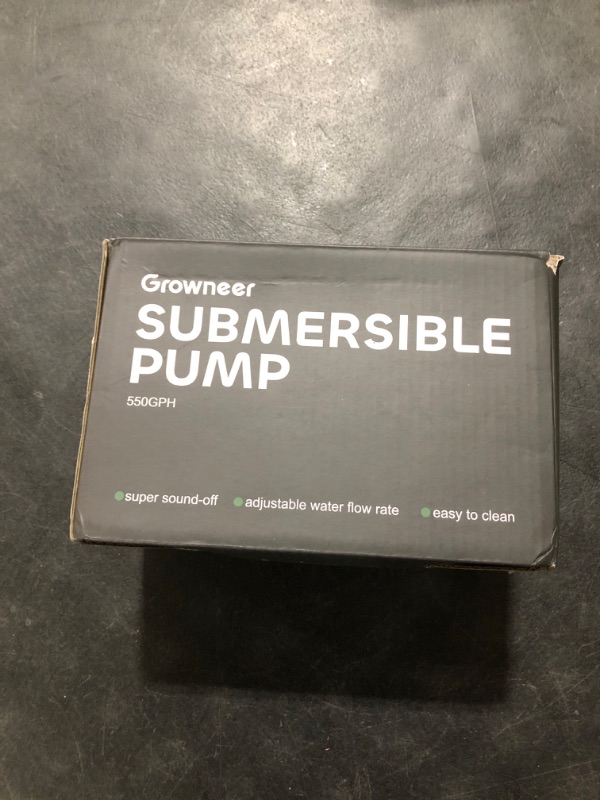 Growneer
SUBMERSIBLE
PUMP
550GPH
super sound-off adjustable water flow rate easy to clean